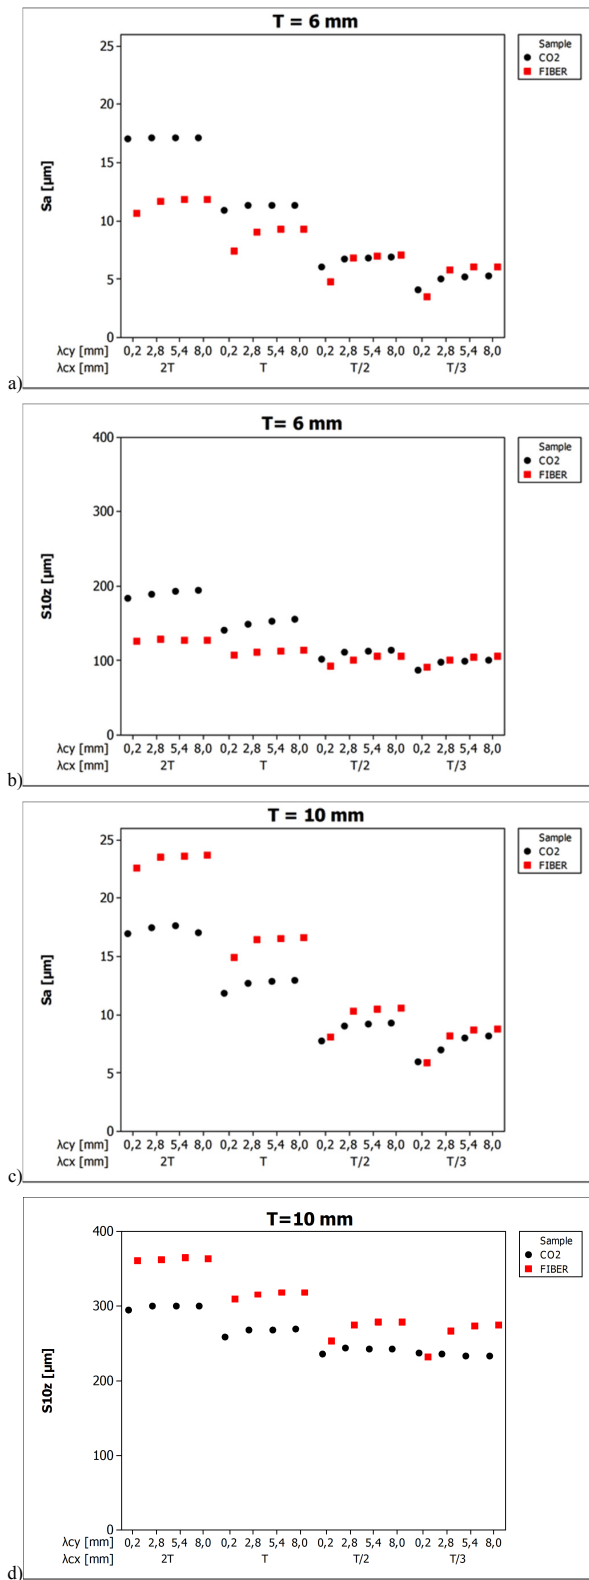 T = 6 mm
25
20
15
10
5
0
Sa [µm]
Sample
CO2
FIBER
λcy [mm] 0,2 2,8 5,4 8,0 0,2 2,8 5,4 8,0 0,2 2,8 5,4 8,0 0,2 2,8 5,4 8,0
λcx [mm] 2T T T/2 T/3
a)
T= 6 mm
400
300
200
100
0
S10z [µm]
Sample
CO2
FIBER
λcy [mm] 0,2 2,8 5,4 8,0 0,2 2,8 5,4 8,0 0,2 2,8 5,4 8,0 0,2 2,8 5,4 8,0
λcx [mm] 2T T T/2 T/3
b)
T = 10 mm
25
20
15
10
5
0
Sa [µm]
Sample
CO2
FIBER
λcy [mm] 0,2 2,8 5,4 8,0 0,2 2,8 5,4 8,0 0,2 2,8 5,4 8,0 0,2 2,8 5,4 8,0
λcx [mm] 2T T T/2 T/3
c)
T=10 mm
400
300
200
100
0
S10z [µm]
Sample
CO2
FIBER
λcy [mm] 0,2 2,8 5,4 8,0 0,2 2,8 5,4 8,0 0,2 2,8 5,4 8,0 0,2 2,8 5,4 8,0
λcx [mm] 2T T T/2 T/3
d)